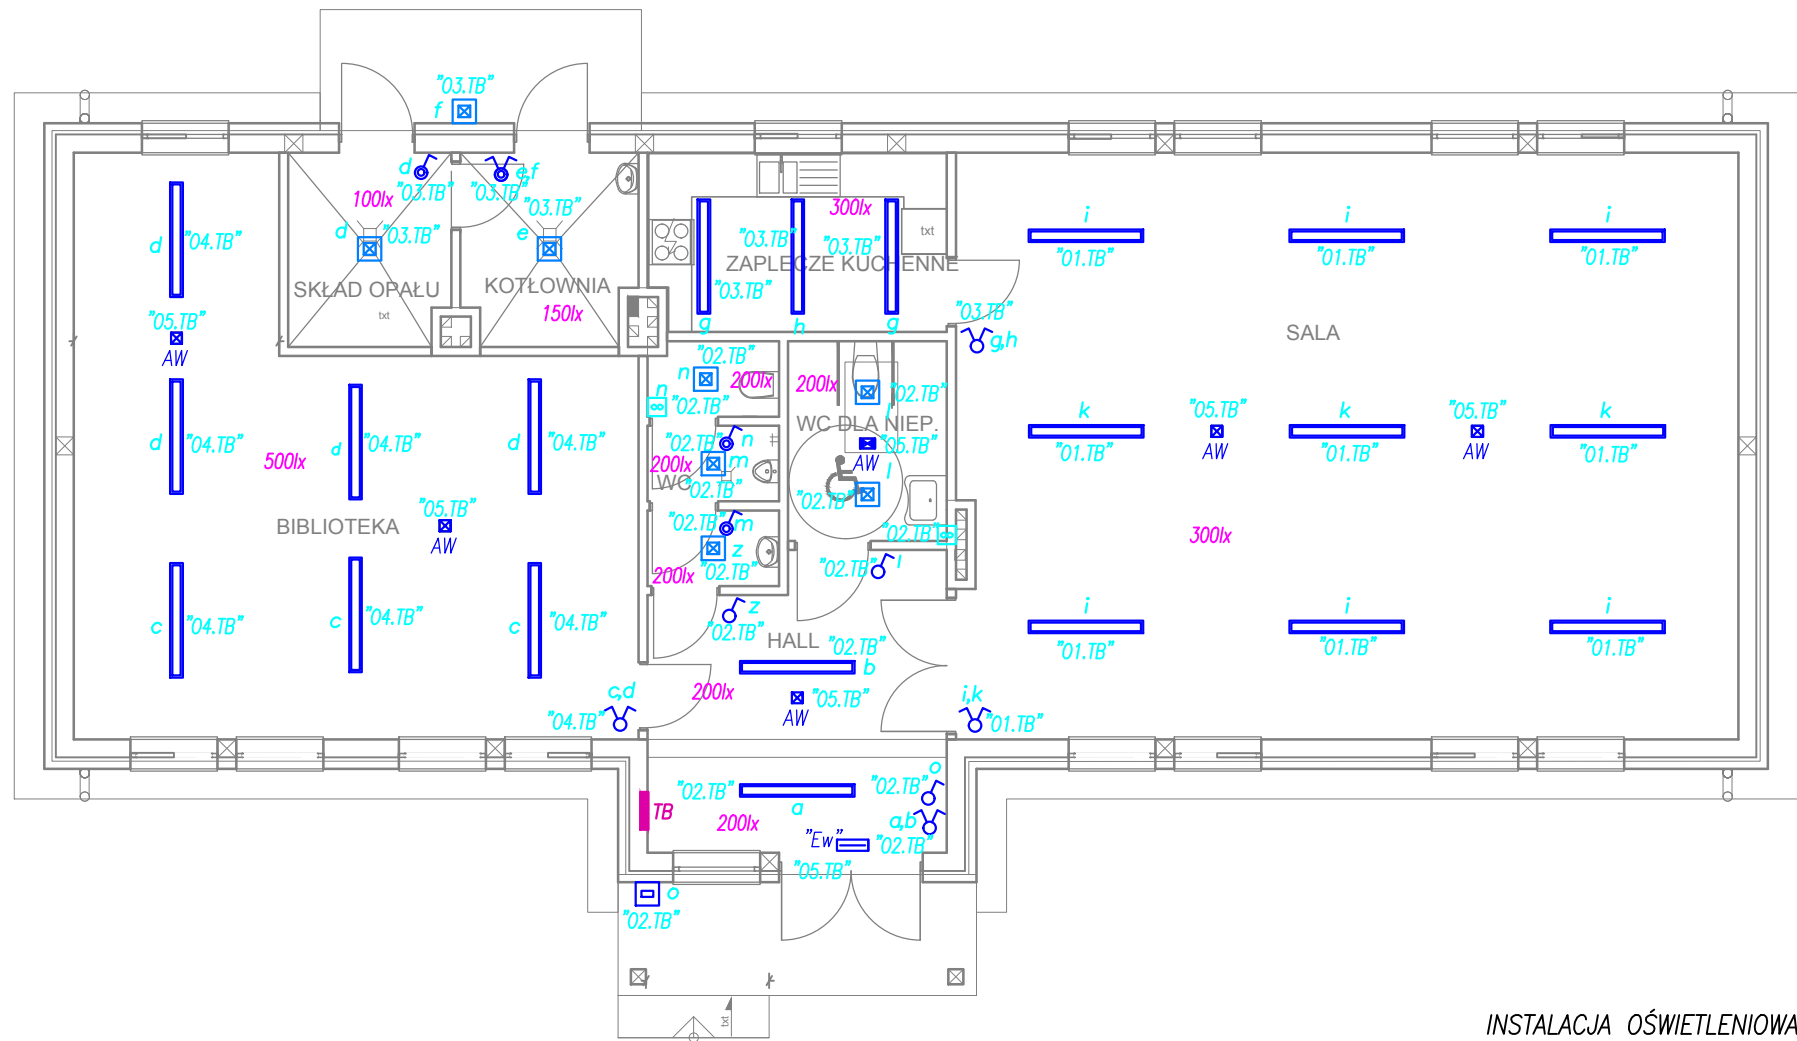 "03.TB"
f
d
"03.TB"
e,f
"03.TB"
100lx
d
"03.TB"
"03.TB"
e
SKŁAD OPAŁU
txt
KOTŁOWNIA
150lx
300lx
txt
"03.TB"
"03.TB"
ZAPLECZE KUCHENNE
"03.TB"
g
h
g
"03.TB"
g,h
d
"04.TB"
"05.TB"
AW
i
"01.TB"
i
"01.TB"
i
"01.TB"
SALA
"02.TB"
n
200lx
n
"02.TB"
200lx
"02.TB"
l
WC DLA NIEP.
"05.TB"
AW
l
"02.TB"
"02.TB"
n
m
200lx
WC
"02.TB"
"02.TB"
m
z
"02.TB"
200lx
"02.TB"
"02.TB"
l
z
"02.TB"
d
"04.TB"
d
"04.TB"
d
"04.TB"
500lx
BIBLIOTEKA
"05.TB"
AW
k
"01.TB"
"05.TB"
AW
k
"01.TB"
"05.TB"
AW
k
"01.TB"
300lx
c
"04.TB"
c
"04.TB"
c
"04.TB"
i
"01.TB"
i
"01.TB"
i
"01.TB"
HALL
"02.TB"
b
200lx
"05.TB"
AW
c,d
"04.TB"
i,k
"01.TB"
"02.TB"
a
200lx
TB
"02.TB"
o
a,b
"02.TB"
"Ew"
"05.TB"
o
"02.TB"
txt
INSTALACJA OŚWIETLENIOWA